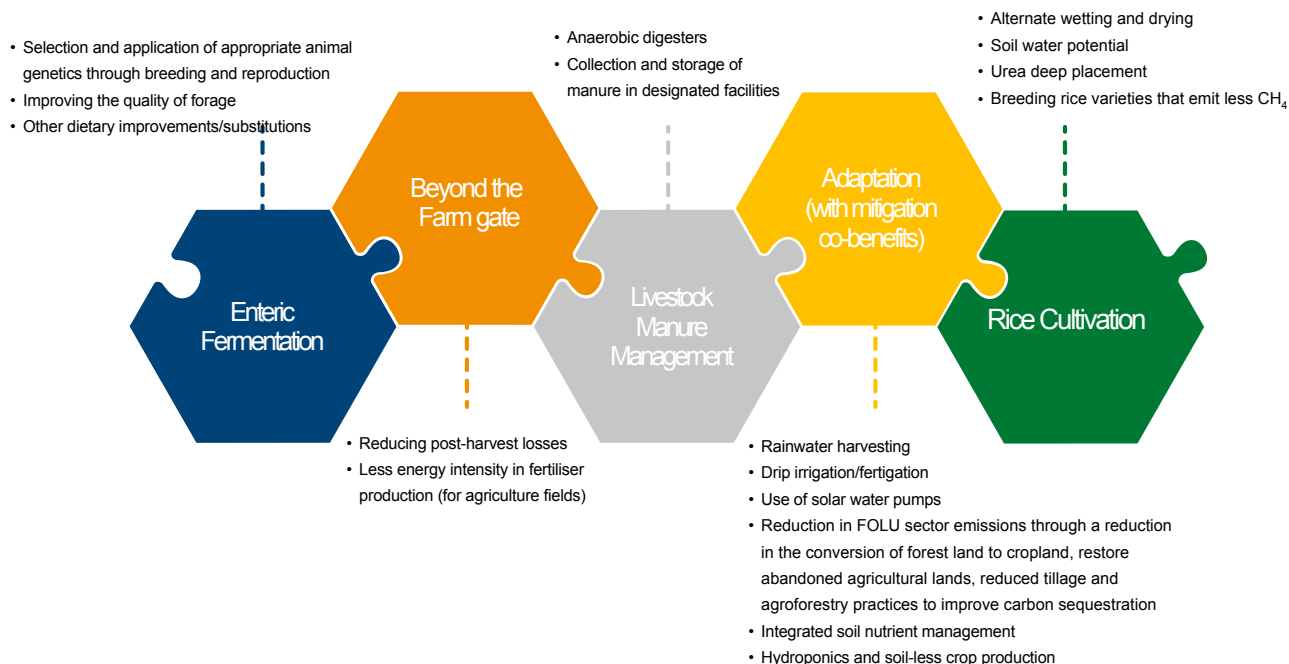 • Selection and application of appropriate animal
genetics through breeding and reproduction
• Improving the quality of forage
• Other dietary improvements/substitutions
Enteric
Fermentation
Beyond the
Farm gate
• Reducing post-harvest losses
• Less energy intensity in fertiliser
production (for agriculture fields)
• Anaerobic digesters
• Collection and storage of
manure in designated facilities
Livestock
Manure
Management
Adaptation
(with mitigation
co-benefits)
• Rainwater harvesting
• Drip irrigation/fertigation
• Use of solar water pumps
• Reduction in FOLU sector emissions through a reduction
in the conversion of forest land to cropland, restore
abandoned agricultural lands, reduced tillage and
agroforestry practices to improve carbon sequestration
• Integrated soil nutrient management
• Hydroponics and soil-less crop production
• Alternate wetting and drying
• Soil water potential
• Urea deep placement
• Breeding rice varieties that emit less CH₄
Rice Cultivation